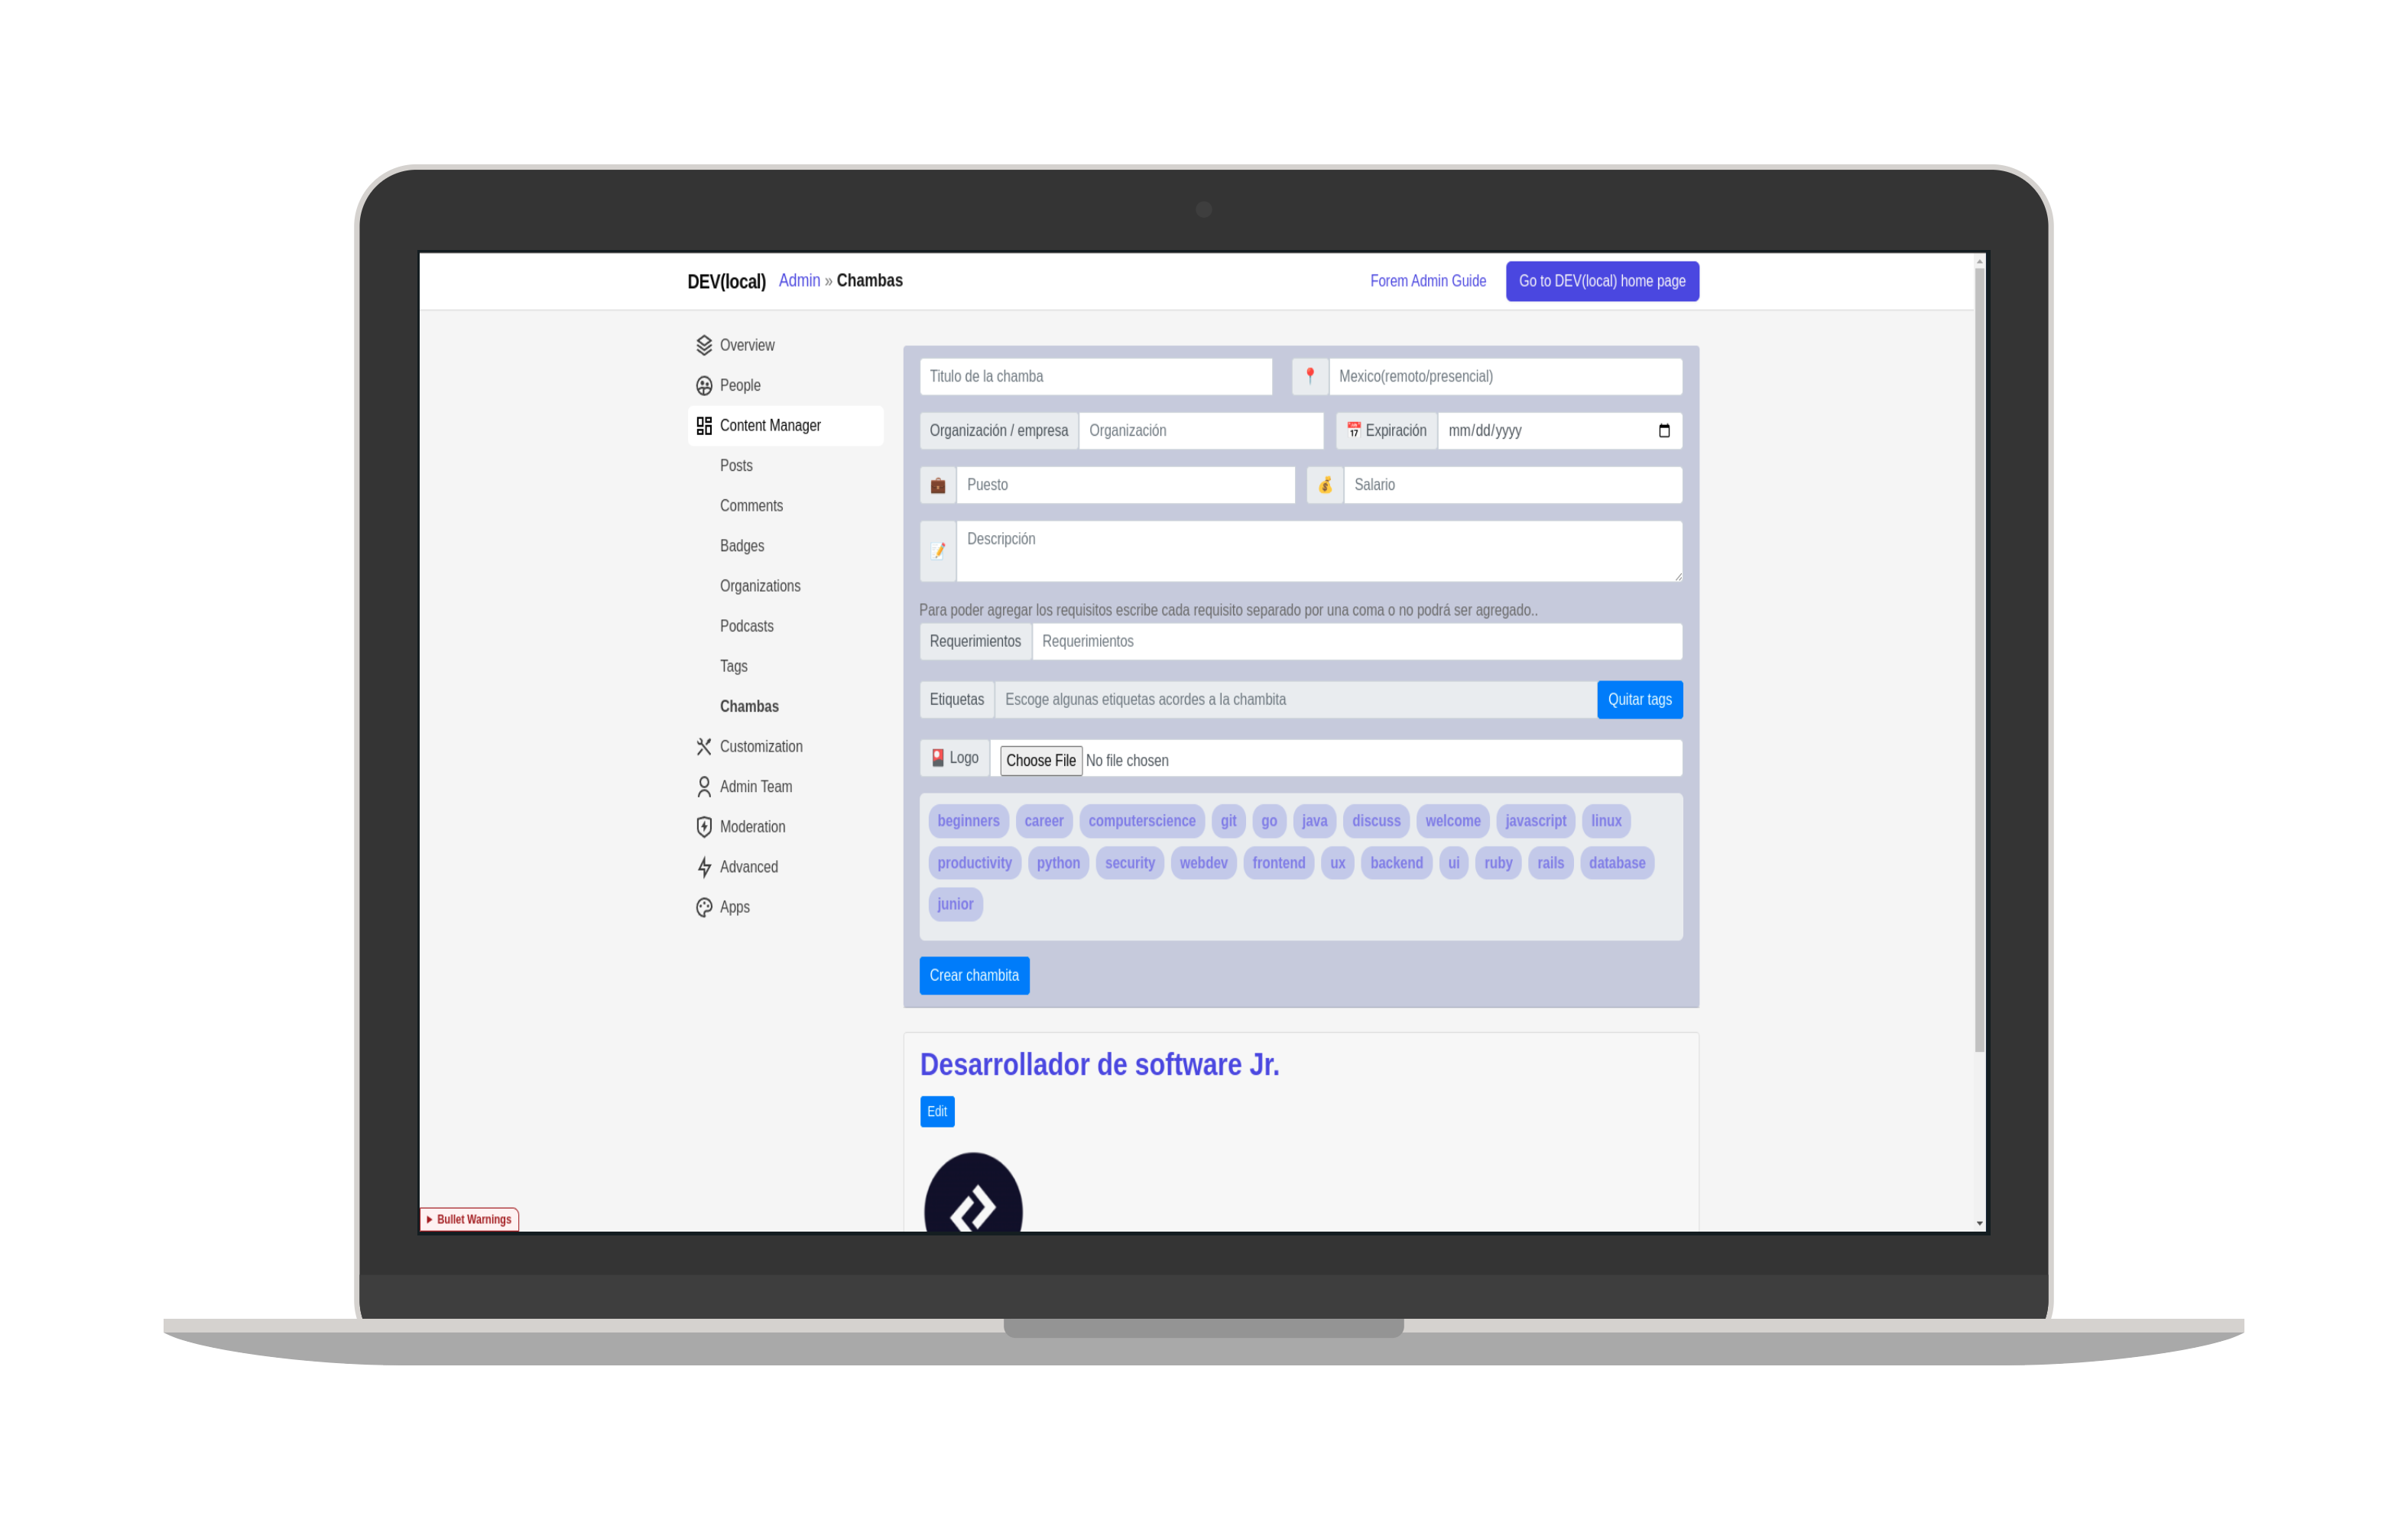 DEV(local) Admin » Chambas Forem Admin Guide Go to DEV(local) home page
Overview
People
Content Manager
Posts
Comments
Badges
Organizations
Podcasts
Tags
Chambas
Customization
Admin Team
Moderation
Advanced
Apps
Titulo de la chamba Mexico(remoto/presencial)
Organización / empresa Organización Expiración mm/dd/yyyy
Puesto Salario
Descripción
Para poder agregar los requisitos escribe cada requisito separado por una coma o no podrá ser agregado..
Requerimientos Requerimientos
Etiquetas Escoge algunas etiquetas acordes a la chambita Quitar tags
Logo Choose File No file chosen
beginners career computerscience git go java discuss welcome javascript linux
productivity python security webdev frontend ux backend ui ruby rails database
junior
Crear chambita
Desarrollador de software Jr.
Edit
Bullet Warnings